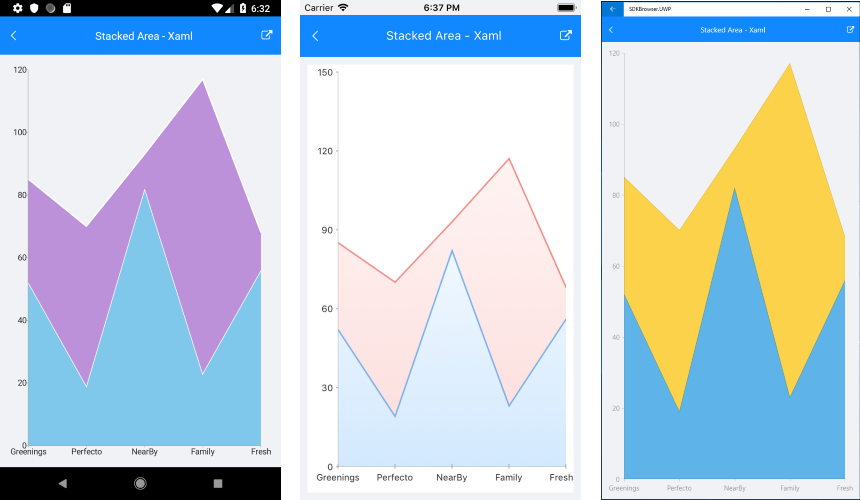 6:32
Stacked Area - Xaml
120
100
80
60
40
20
0
Greenings Perfecto NearBy Family Fresh
Carrier 6:37 PM
Stacked Area - Xaml
150
120
90
60
30
0
Greenings Perfecto NearBy Family Fresh
SDKBrowser.UWP
Stacked Area - Xaml
120
100
80
60
40
20
0
Greenings Perfecto NearBy Family Fresh